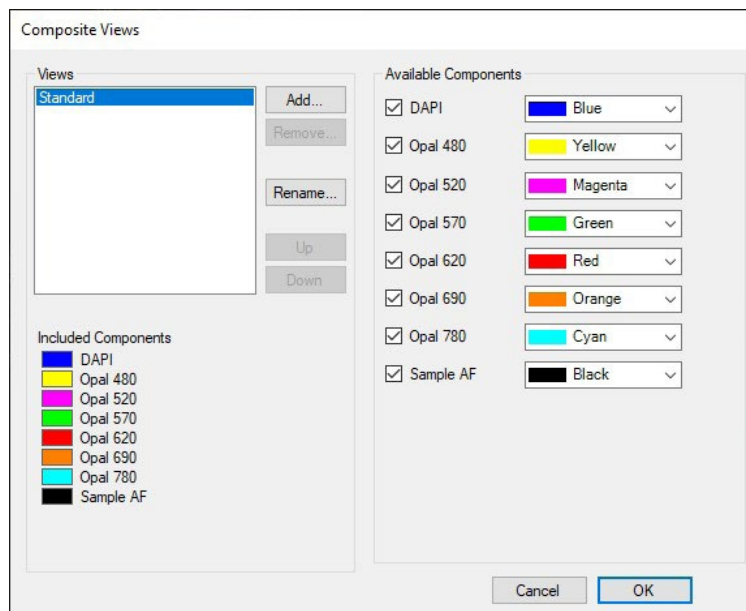 Composite Views
Views
Standard
Add...
Remove...
Rename...
Up
Down
Included Components
DAPI
Opal 480
Opal 520
Opal 570
Opal 620
Opal 690
Opal 780
Sample AF
Available Components
DAPI Blue
Opal 480 Yellow
Opal 520 Magenta
Opal 570 Green
Opal 620 Red
Opal 690 Orange
Opal 780 Cyan
Sample AF Black
Cancel OK